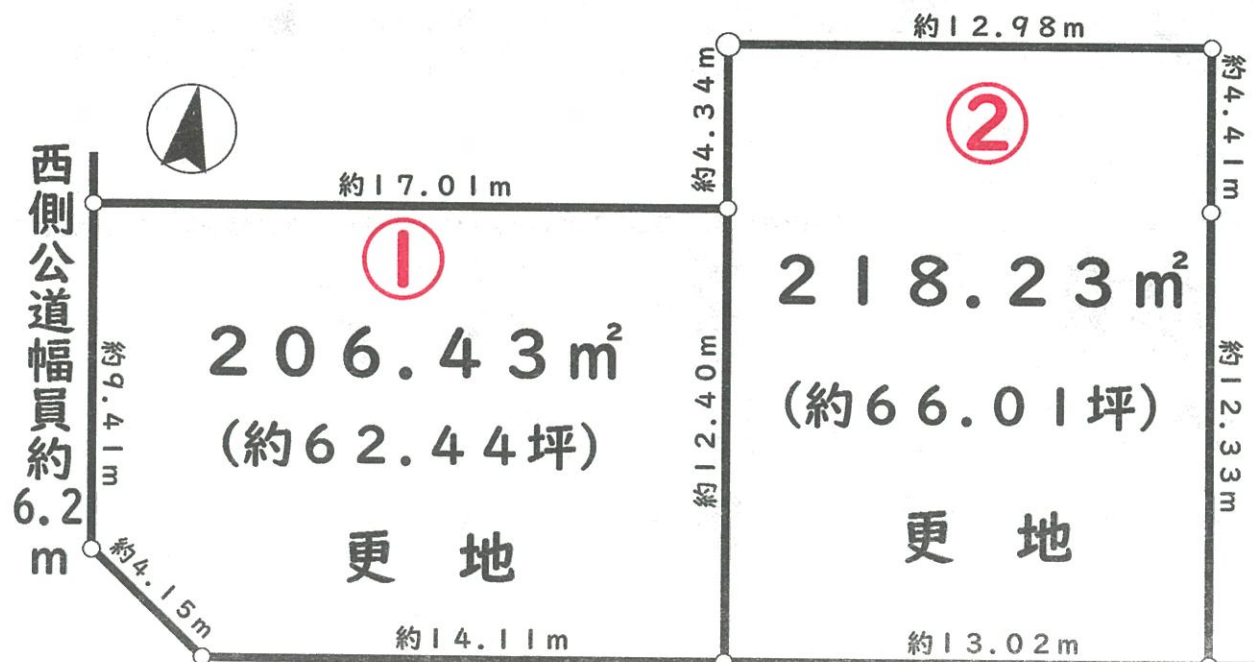 西側公道幅員約6.2m
約17.01m
①
206.43㎡
(約62.44坪)
更 地
約9.41m
約4.15m
約14.11m
約12.40m
約4.34m
約12.98m
②
218.23㎡
(約66.01坪)
更 地
約4.41m
約12.33m
約13.02m